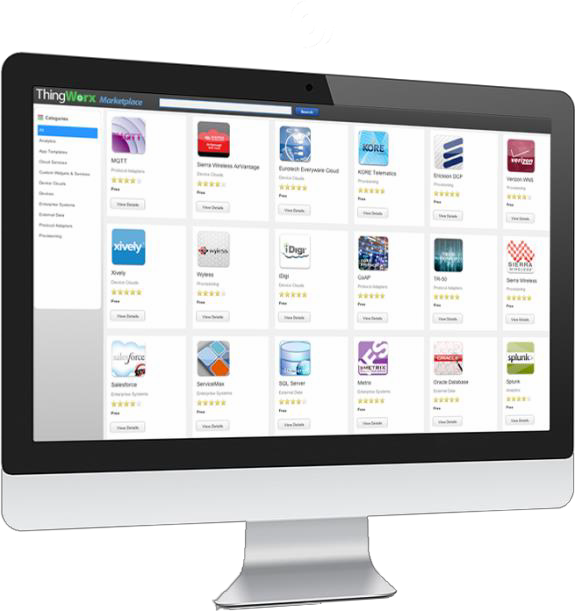 ThingWorx Marketplace
Search
Categories
All
Analytics
App Templates
Cloud Services
Custom Widgets & Services
Device Clouds
Devices
Enterprise Systems
External Data
Protocol Adapters
Provisioning
MQTT
MQTT
Protocol Adapters
Free
View Details
Sierra Wireless AirVantage
Device Clouds
Free
View Details
Eurotech Everyware Cloud
Device Clouds
Free
View Details
KORE
KORE Telematics
Provisioning
Free
View Details
Ericsson DCP
Provisioning
Free
View Details
verizon
Verizon WNS
Provisioning
Free
View Details
xively
Xively
Device Clouds
Free
View Details
wyless
Wyless
Provisioning
Free
View Details
iDigi
iDigi
Device Clouds
Free
View Details
CoAP
Protocol Adapters
Free
View Details
TR-50
Protocol Adapters
Free
View Details
SIERRA
WIRELESS
Sierra Wireless
Provisioning
Free
View Details
salesforce
Salesforce
Enterprise Systems
Free
View Details
ServiceMax
Enterprise Systems
Free
View Details
SQL
SQL Server
External Data
Free
View Details
METRIX
Metrix
Enterprise Systems
Free
View Details
ORACLE
Oracle Database
External Data
Free
View Details
splunk>
Splunk
Analytics
Free
View Details